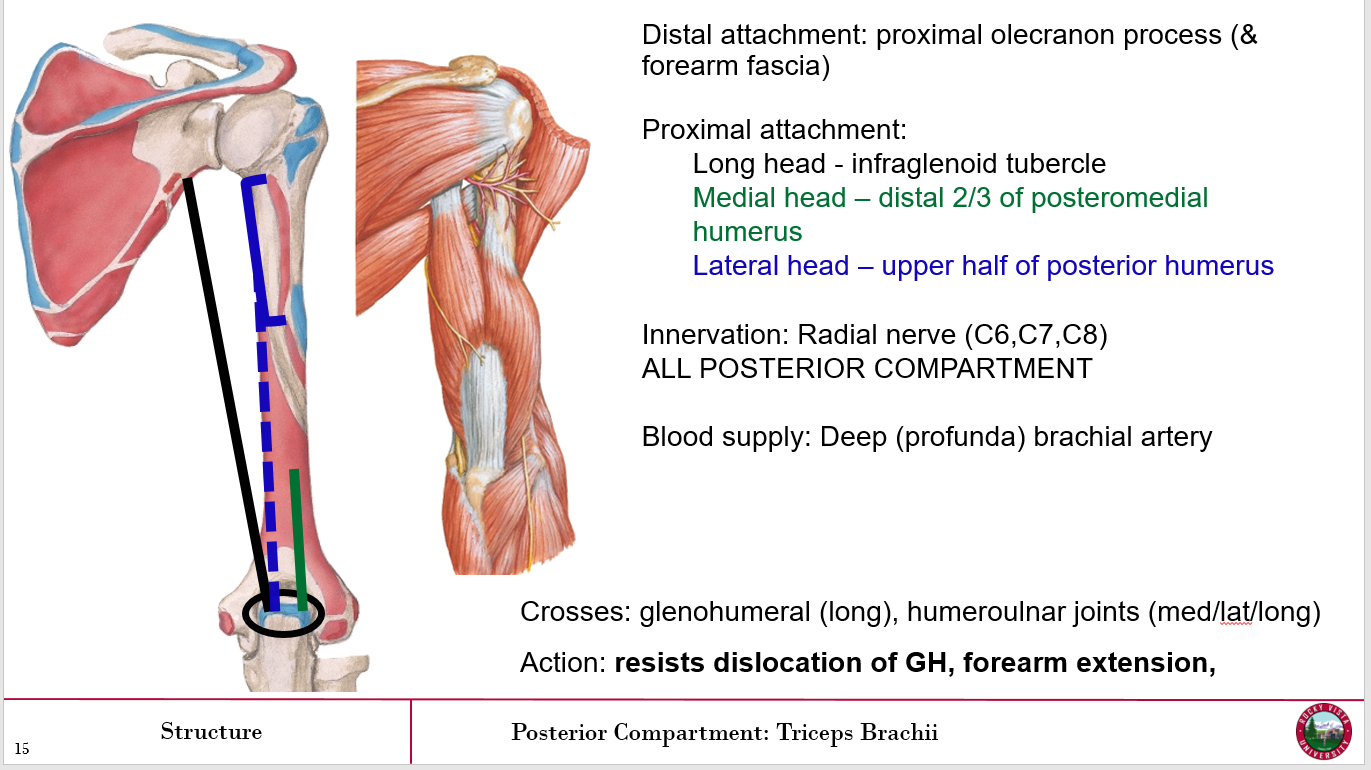 Distal attachment: proximal olecranon process (&
forearm fascia)
Proximal attachment:
Long head - infraglenoid tubercle
Medial head – distal 2/3 of posteromedial
humerus
Lateral head – upper half of posterior humerus
Innervation: Radial nerve (C6,C7,C8)
ALL POSTERIOR COMPARTMENT
Blood supply: Deep (profunda) brachial artery
Crosses: glenohumeral (long), humeroulnar joints (med/lat/long)
Action: resists dislocation of GH, forearm extension,
15
Structure
Posterior Compartment: Triceps Brachii
ROCKY VISTA
UNIVERSITY